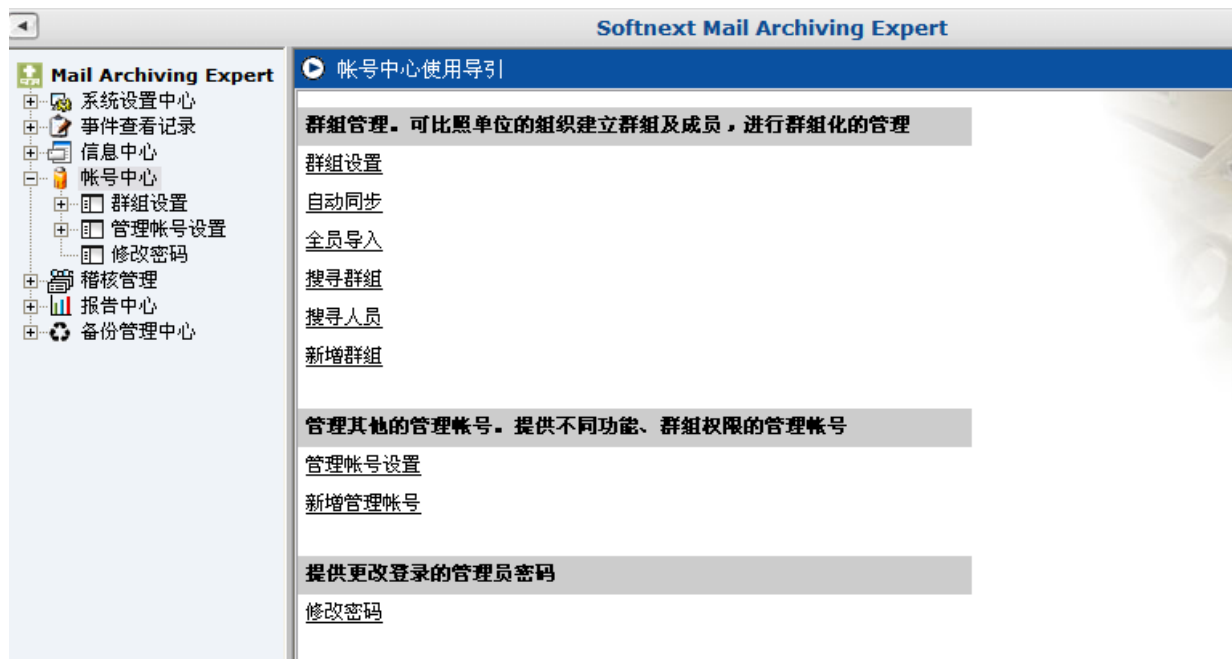 Softnext Mail Archiving Expert
Mail Archiving Expert
系统设置中心
事件查看记录
信息中心
帐号中心
群组设置
管理帐号设置
修改密码
稽核管理
报告中心
备份管理中心
帐号中心使用导引
群组管理。可比照单位的组织建立群组及成员，进行群组化的管理
群组设置
自动同步
全员导入
搜寻群组
搜寻人员
新增群组
管理其他的管理帐号。提供不同功能、群组权限的管理帐号
管理帐号设置
新增管理帐号
提供更改登录的管理员密码
修改密码